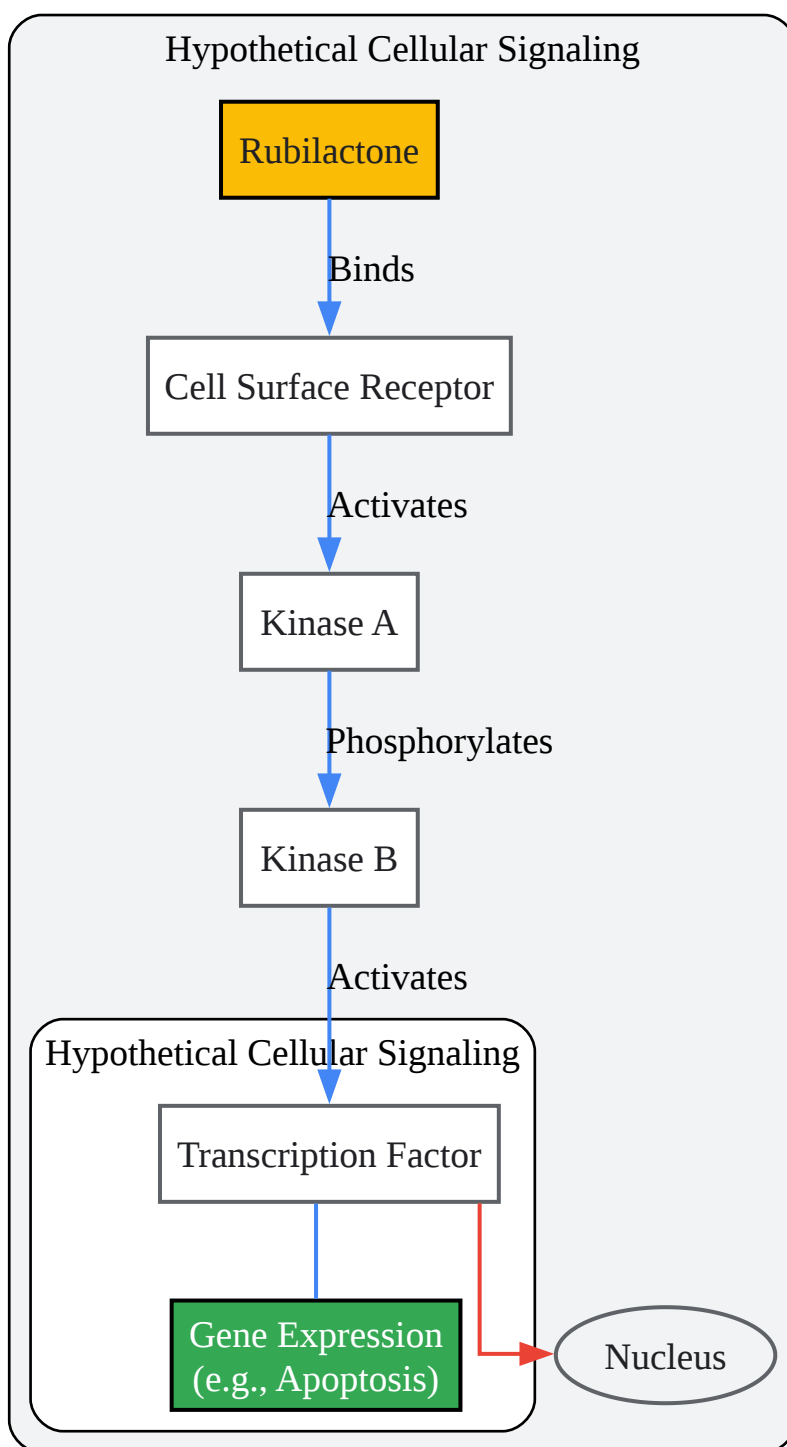 Hypothetical Cellular Signaling
Rubilactone
Binds
Cell Surface Receptor
Activates
Kinase A
Phosphorylates
Kinase B
Activates
Hypothetical Cellular Signaling
Transcription Factor
Gene Expression
(e.g., Apoptosis)
Nucleus